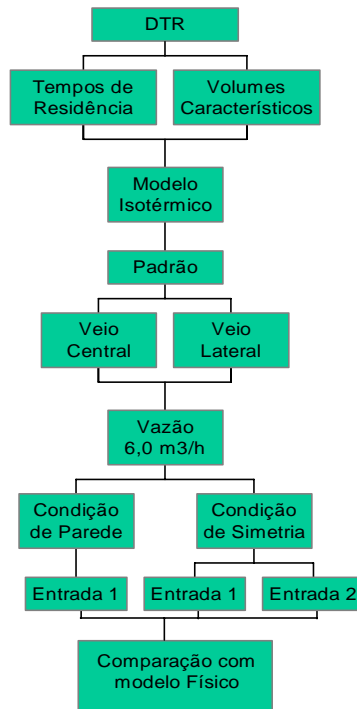 DTR
Tempos de
Residência
Volumes
Característicos
Modelo
Isotérmico
Padrão
Veio
Central
Veio
Lateral
Vazão
6,0 m3/h
Condição
de Parede
Condição
de Simetria
Entrada 1
Entrada 1
Entrada 2
Comparação com
modelo Físico